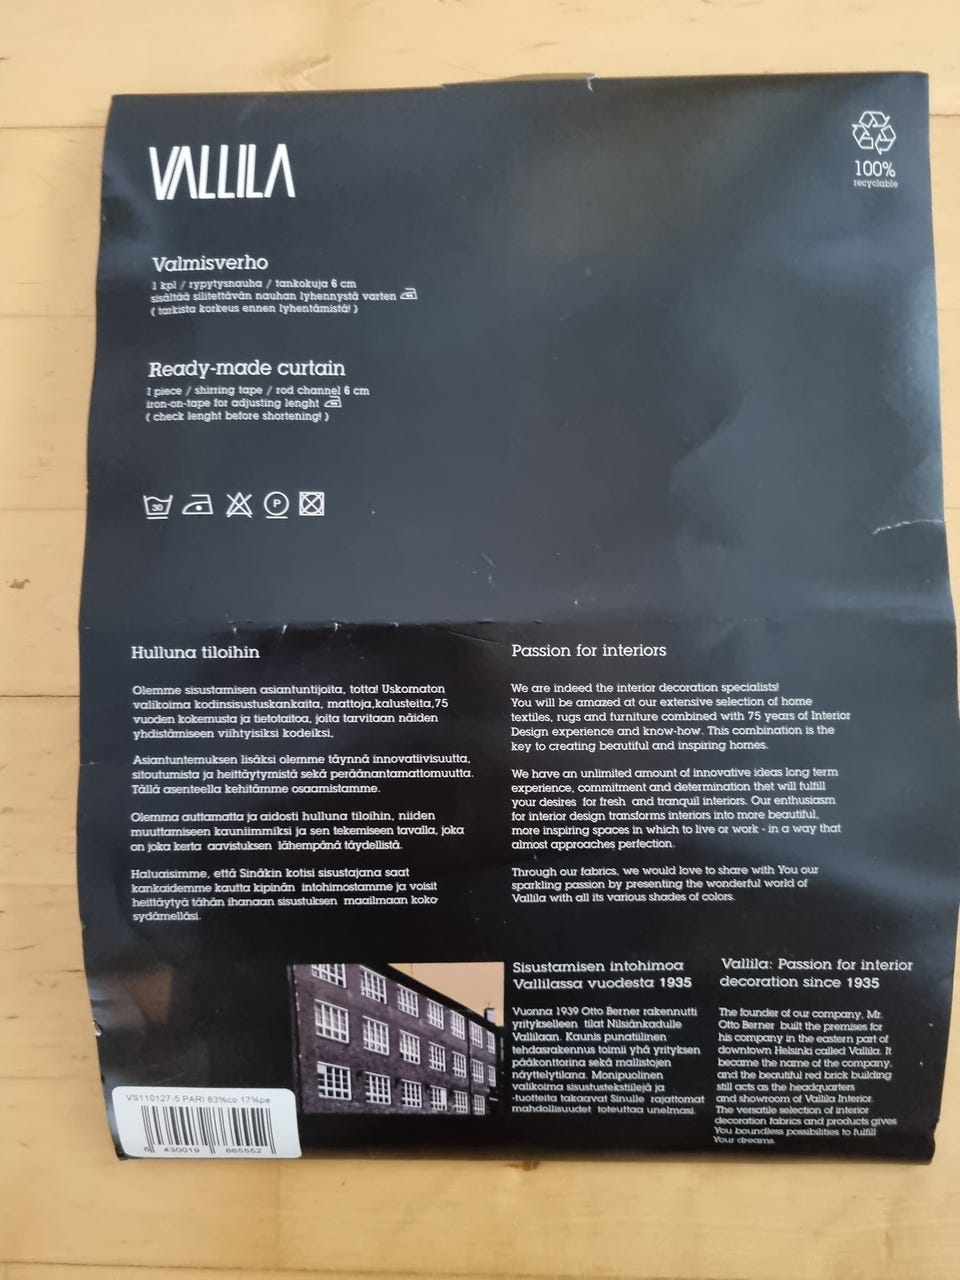 VALLILA
100%
recyclable
Valmisverho
1 kpl / rypytysnauha / tankokuja 6 cm
sisältää silitettävän nauhan lyhennystä varten
( tarkista korkeus ennen lyhentämistä! )
Ready-made curtain
1 piece / shirring tape / rod channel 6 cm
iron-on-tape for adjusting lenght
( check lenght before shortening! )
30 P
Hulluna tiloihin
Olemme sisustamisen asiantuntijoita, totta! Uskomaton
valikoima kodinsisustuskankaita, mattoja,kalusteita,75
vuoden kokemusta ja tietotaitoa, joita tarvitaan näiden
yhdistämiseen viihtyisiksi kodeiksi.
Asiantuntemuksen lisäksi olemme täynnä innovatiivisuutta,
sitoutumista ja heittäytymistä sekä peräänantamattomuutta.
Tällä asenteella kehitämme osaamistamme.
Olemma auttamatta ja aidosti hulluna tiloihin, niiden
muuttamiseen kauniimmiksi ja sen tekemiseen tavalla, joka
on joka kerta aavistuksen lähempänä täydellistä.
Haluaisimme, että Sinäkin kotisi sisustajana saat
kankaidemme kautta kipinän intohimostamme ja voisit
heittäytyä tähän ihanaan sisustuksen maailmaan koko
sydämelläsi.
Passion for interiors
We are indeed the interior decoration specialists!
You will be amazed at our extensive selection of home
textiles, rugs and furniture combined with 75 years of Interior
Design experience and know-how. This combination is the
key to creating beautiful and inspiring homes.
We have an unlimited amount of innovative ideas long term
experience, commitment and determination thet will fulfill
your desires for fresh and tranquil interiors. Our enthusiasm
for interior design transforms interiors into more beautiful,
more inspiring spaces in which to live or work - in a way that
almost approaches perfection.
Through our fabrics, we would love to share with You our
sparkling passion by presenting the wonderful world of
Vallila with all its various shades of colors.
Sisustamisen intohimoa
Vallilassa vuodesta 1935
Vuonna 1939 Otto Berner rakennutti
yritykselleen tilat Nilsiänkadulle
Vallilaan. Kaunis punatiilinen
tehdasrakennus toimii yhä yrityksen
pääkonttorina sekä mallistojen
näyttelytilana. Monipuolinen
valikoima sisustustekstiilejä ja
-tuotteita takaavat Sinulle rajattomat
mahdollisuudet toteuttaa unelmasi.
Vallila: Passion for interior
decoration since 1935
The founder of our company, Mr.
Otto Berner built the premises for
his company in the eastern part of
downtown Helsinki called Vallila. It
became the name of the company,
and the beautiful red brick building
still acts as the headquarters
and showroom of Vallila Interior.
The versatile selection of interior
decoration fabrics and products gives
You boundless possibilities to fulfill
Your dreams.
VS110127-5 PARI 83%co 17%pe
6 430019 865552